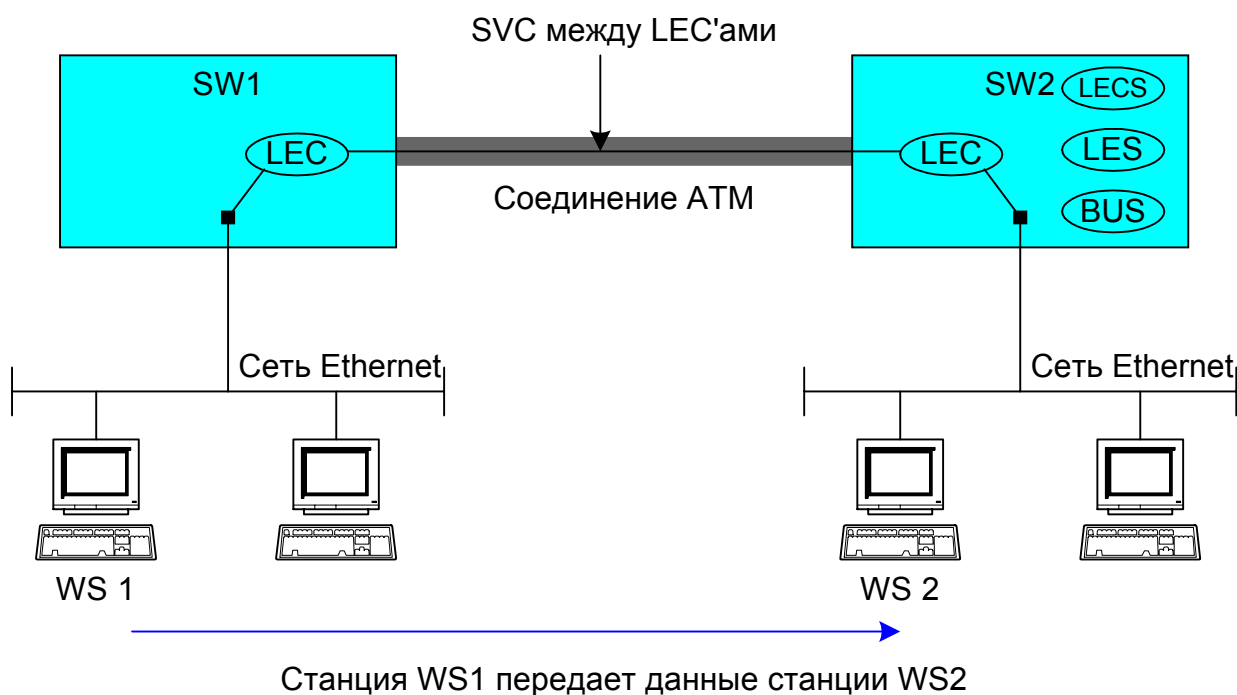 SVC между LEC'ами
SW1
SW2
LECS
LEC
LEC
LES
Соединение ATM
BUS
Сеть Ethernet
Сеть Ethernet
WS 1
WS 2
Станция WS1 передает данные станции WS2